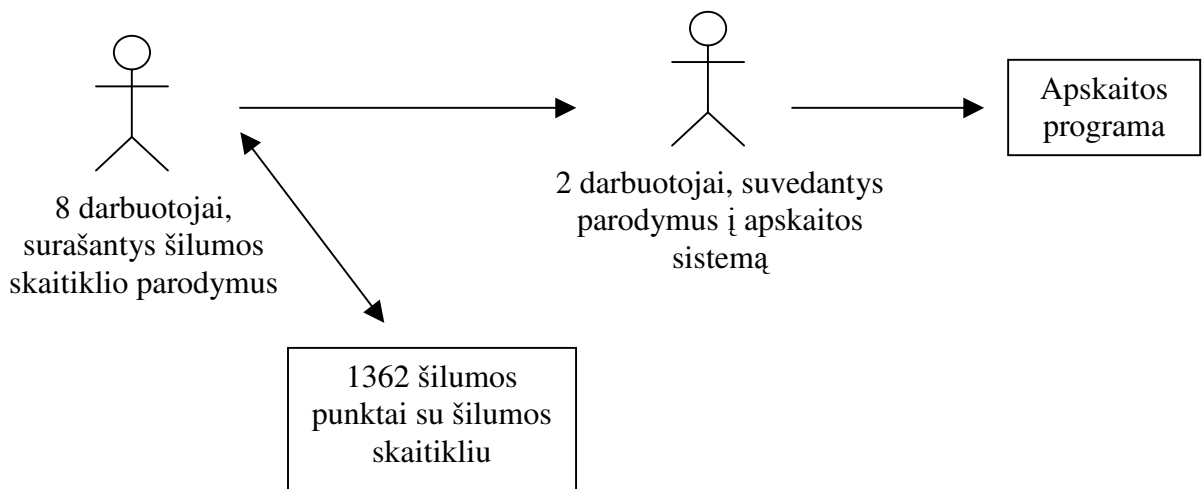 8 darbuotojai,
surašantys šilumos
skaitiklio parodymus
2 darbuotojai, suvedantys
parodymus į apskaitos
sistemą
Apskaitos
programa
1362 šilumos
punktai su šilumos
skaitikliu